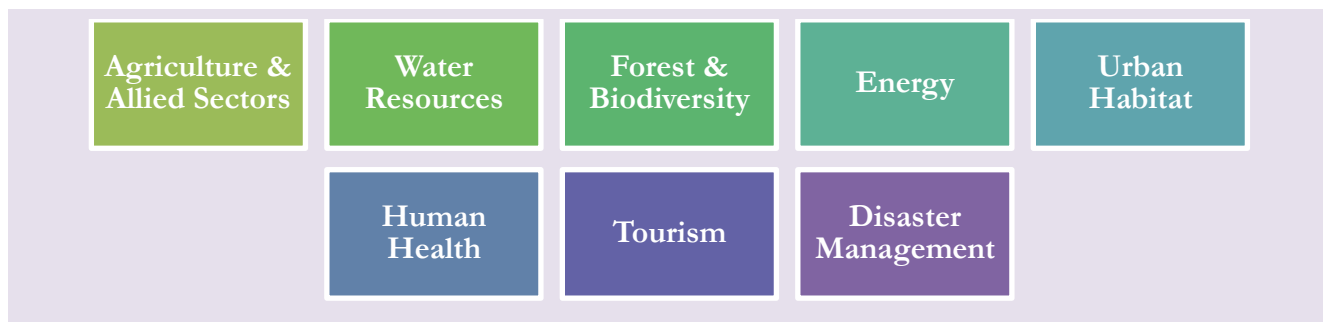 Agriculture &
Allied Sectors
Water
Resources
Forest &
Biodiversity
Energy
Urban
Habitat
Human
Health
Tourism
Disaster
Management